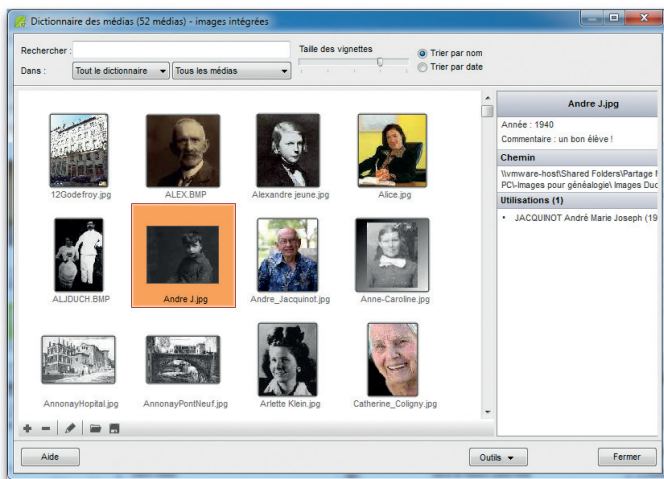 Dictionnaire des médias (52 médias) - images intégrées
Rechercher :
Taille des vignettes
Trier par nom
Dans :
Tout le dictionnaire
Tous les médias
Trier par date
12Godefroy.jpg
ALEX.BMP
Alexandre jeune.jpg
Alice.jpg
ALJDUCH.BMP
Andre J.jpg
Andre_Jacquinot.jpg
Anne-Caroline.jpg
AnnonayHopital.jpg
AnnonayPontNeuf.jpg
Arlette Klein.jpg
Catherine_Coligny.jpg
Andre J.jpg
Année : 1940
Commentaire : un bon élève !
Chemin
\\vmware-host\Shared Folders\Partage
PC\-Images pour généalogie\ Images Duc
Utilisations (1)
• JACQUINOT André Marie Joseph (19
Aide
Outils
Fermer